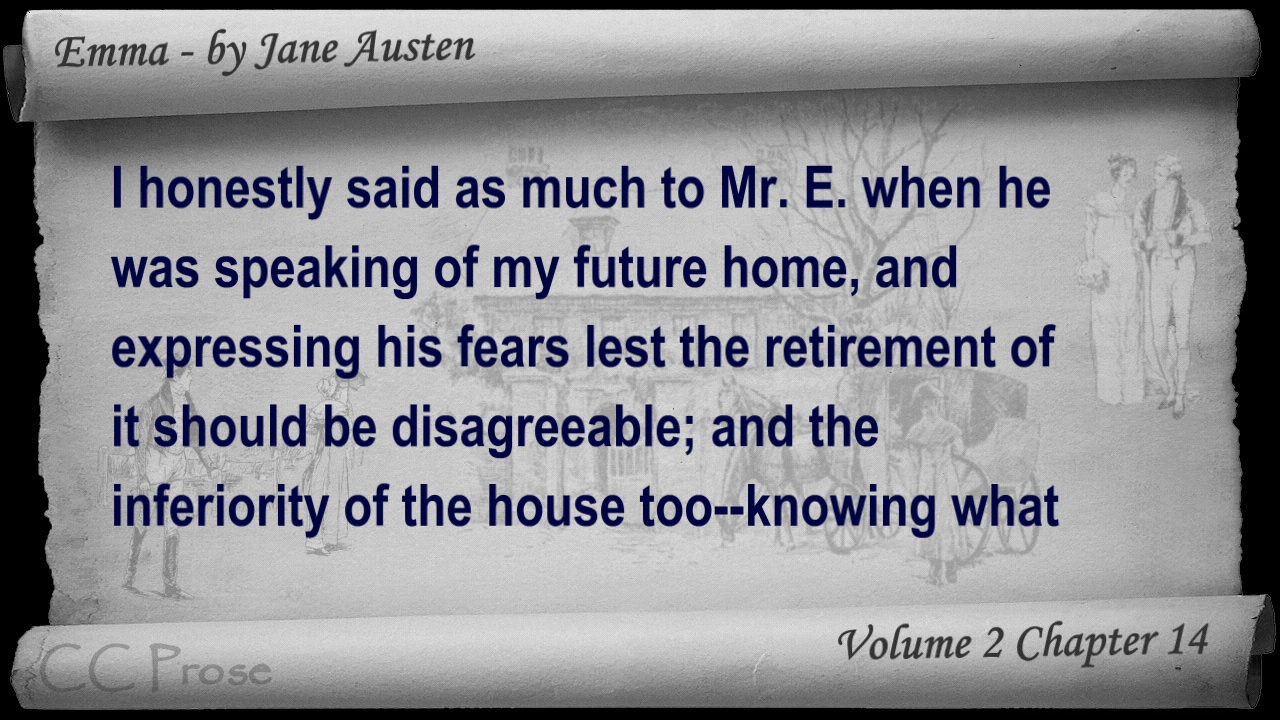 Emma - by Jane Austen
I honestly said as much to Mr. E. when he
was speaking of my future home, and
expressing his fears lest the retirement of
it should be disagreeable; and the
inferiority of the house too--knowing what
Volume 2 Chapter 14
CC Prose